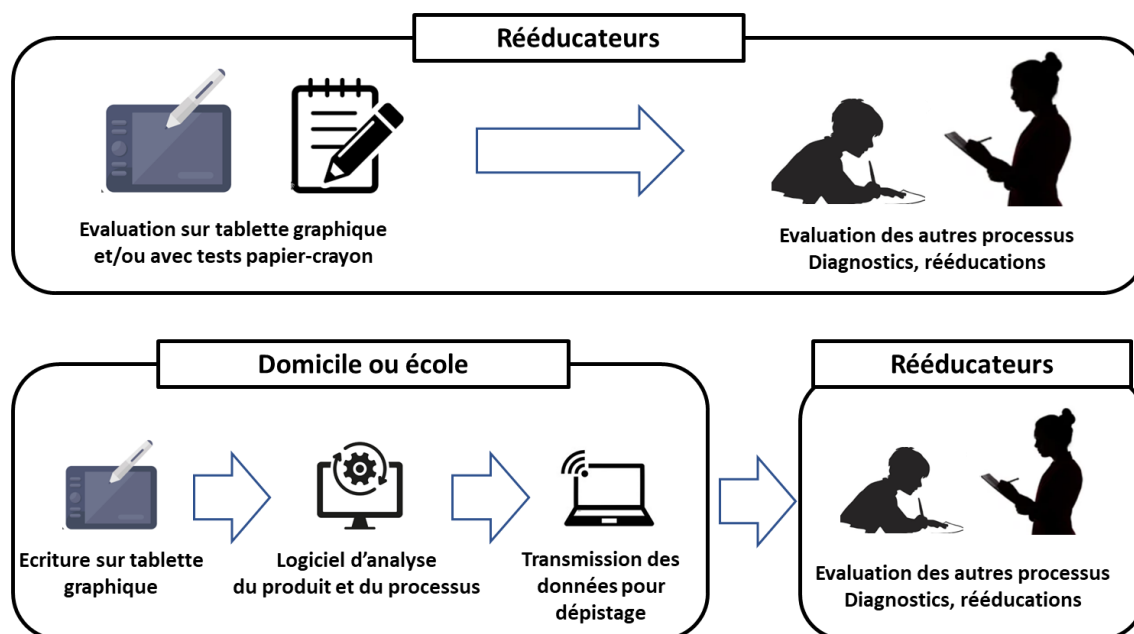 Rééducateurs
Evaluation sur tablette graphique
et/ou avec tests papier-crayon
Evaluation des autres processus
Diagnostics, rééducations
Domicile ou école
Rééducateurs
Ecriture sur tablette
graphique
Logiciel d’analyse
du produit et du processus
Transmission des
données pour
dépistage
Evaluation des autres processus
Diagnostics, rééducations